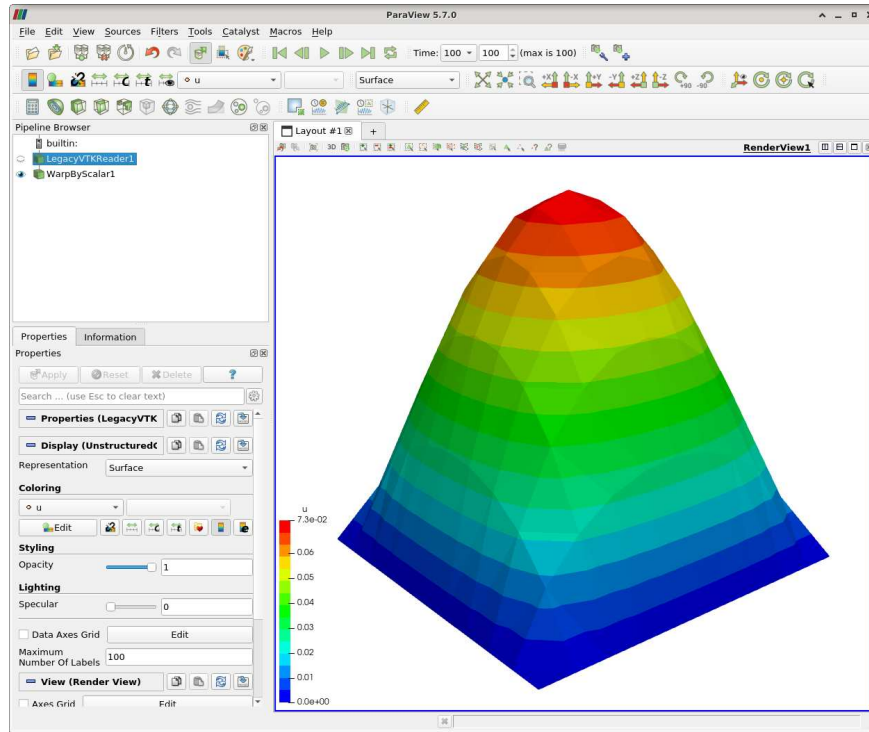 ParaView 5.7.0
File Edit View Sources Filters Tools Catalyst Macros Help
Time: 100 100 (max is 100)
u Surface +X -X +Y -Y +Z -Z +90 -90
Pipeline Browser
builtin:
LegacyVTKReader1
WarpByScalar1
Layout #1 +
3D RenderView1
Properties Information
Properties
Apply Reset Delete ?
Search ... (use Esc to clear text)
Properties (LegacyVTK
Display (Unstructured
Representation Surface
Coloring
u
Edit
Styling
Opacity 1
Lighting
Specular 0
Data Axes Grid Edit
Maximum
Number Of Labels 100
View (Render View)
Axes Grid Edit
u
7.3e-02
0.06
0.05
0.04
0.03
0.02
0.01
0.0e+00